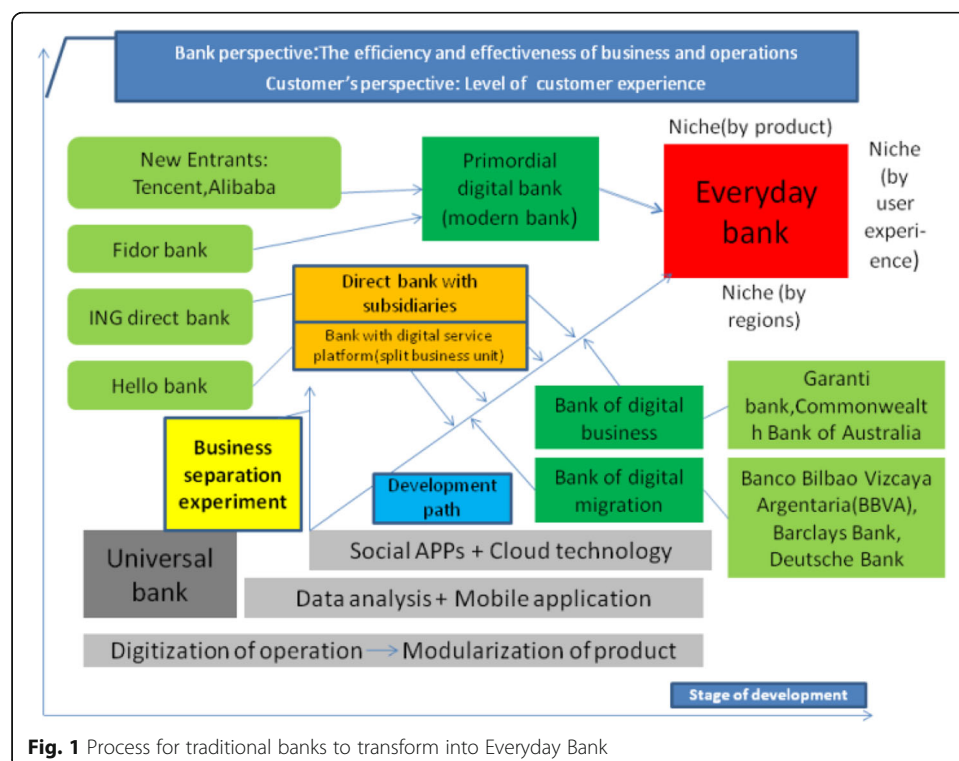 Bank perspective:The efficiency and effectiveness of business and operations
Customer's perspective: Level of customer experience
New Entrants:
Tencent,Alibaba
Fidor bank
ING direct bank
Hello bank
Primordial
digital bank
(modern bank)
Niche(by product)
Everyday
bank
Niche
(by
user
experi-
ence)
Niche (by
regions)
Direct bank with
subsidiaries
Bank with digital service
platform(split business unit)
Business
separation
experiment
Development
path
Bank of digital
business
Bank of digital
migration
Garanti
bank,Commonwealt
h Bank of Australia
Banco Bilbao Vizcaya
Argentaria(BBVA),
Barclays Bank,
Deutsche Bank
Universal
bank
Social APPs + Cloud technology
Data analysis + Mobile application
Digitization of operation
Modularization of product
Stage of development
Fig. 1 Process for traditional banks to transform into Everyday Bank